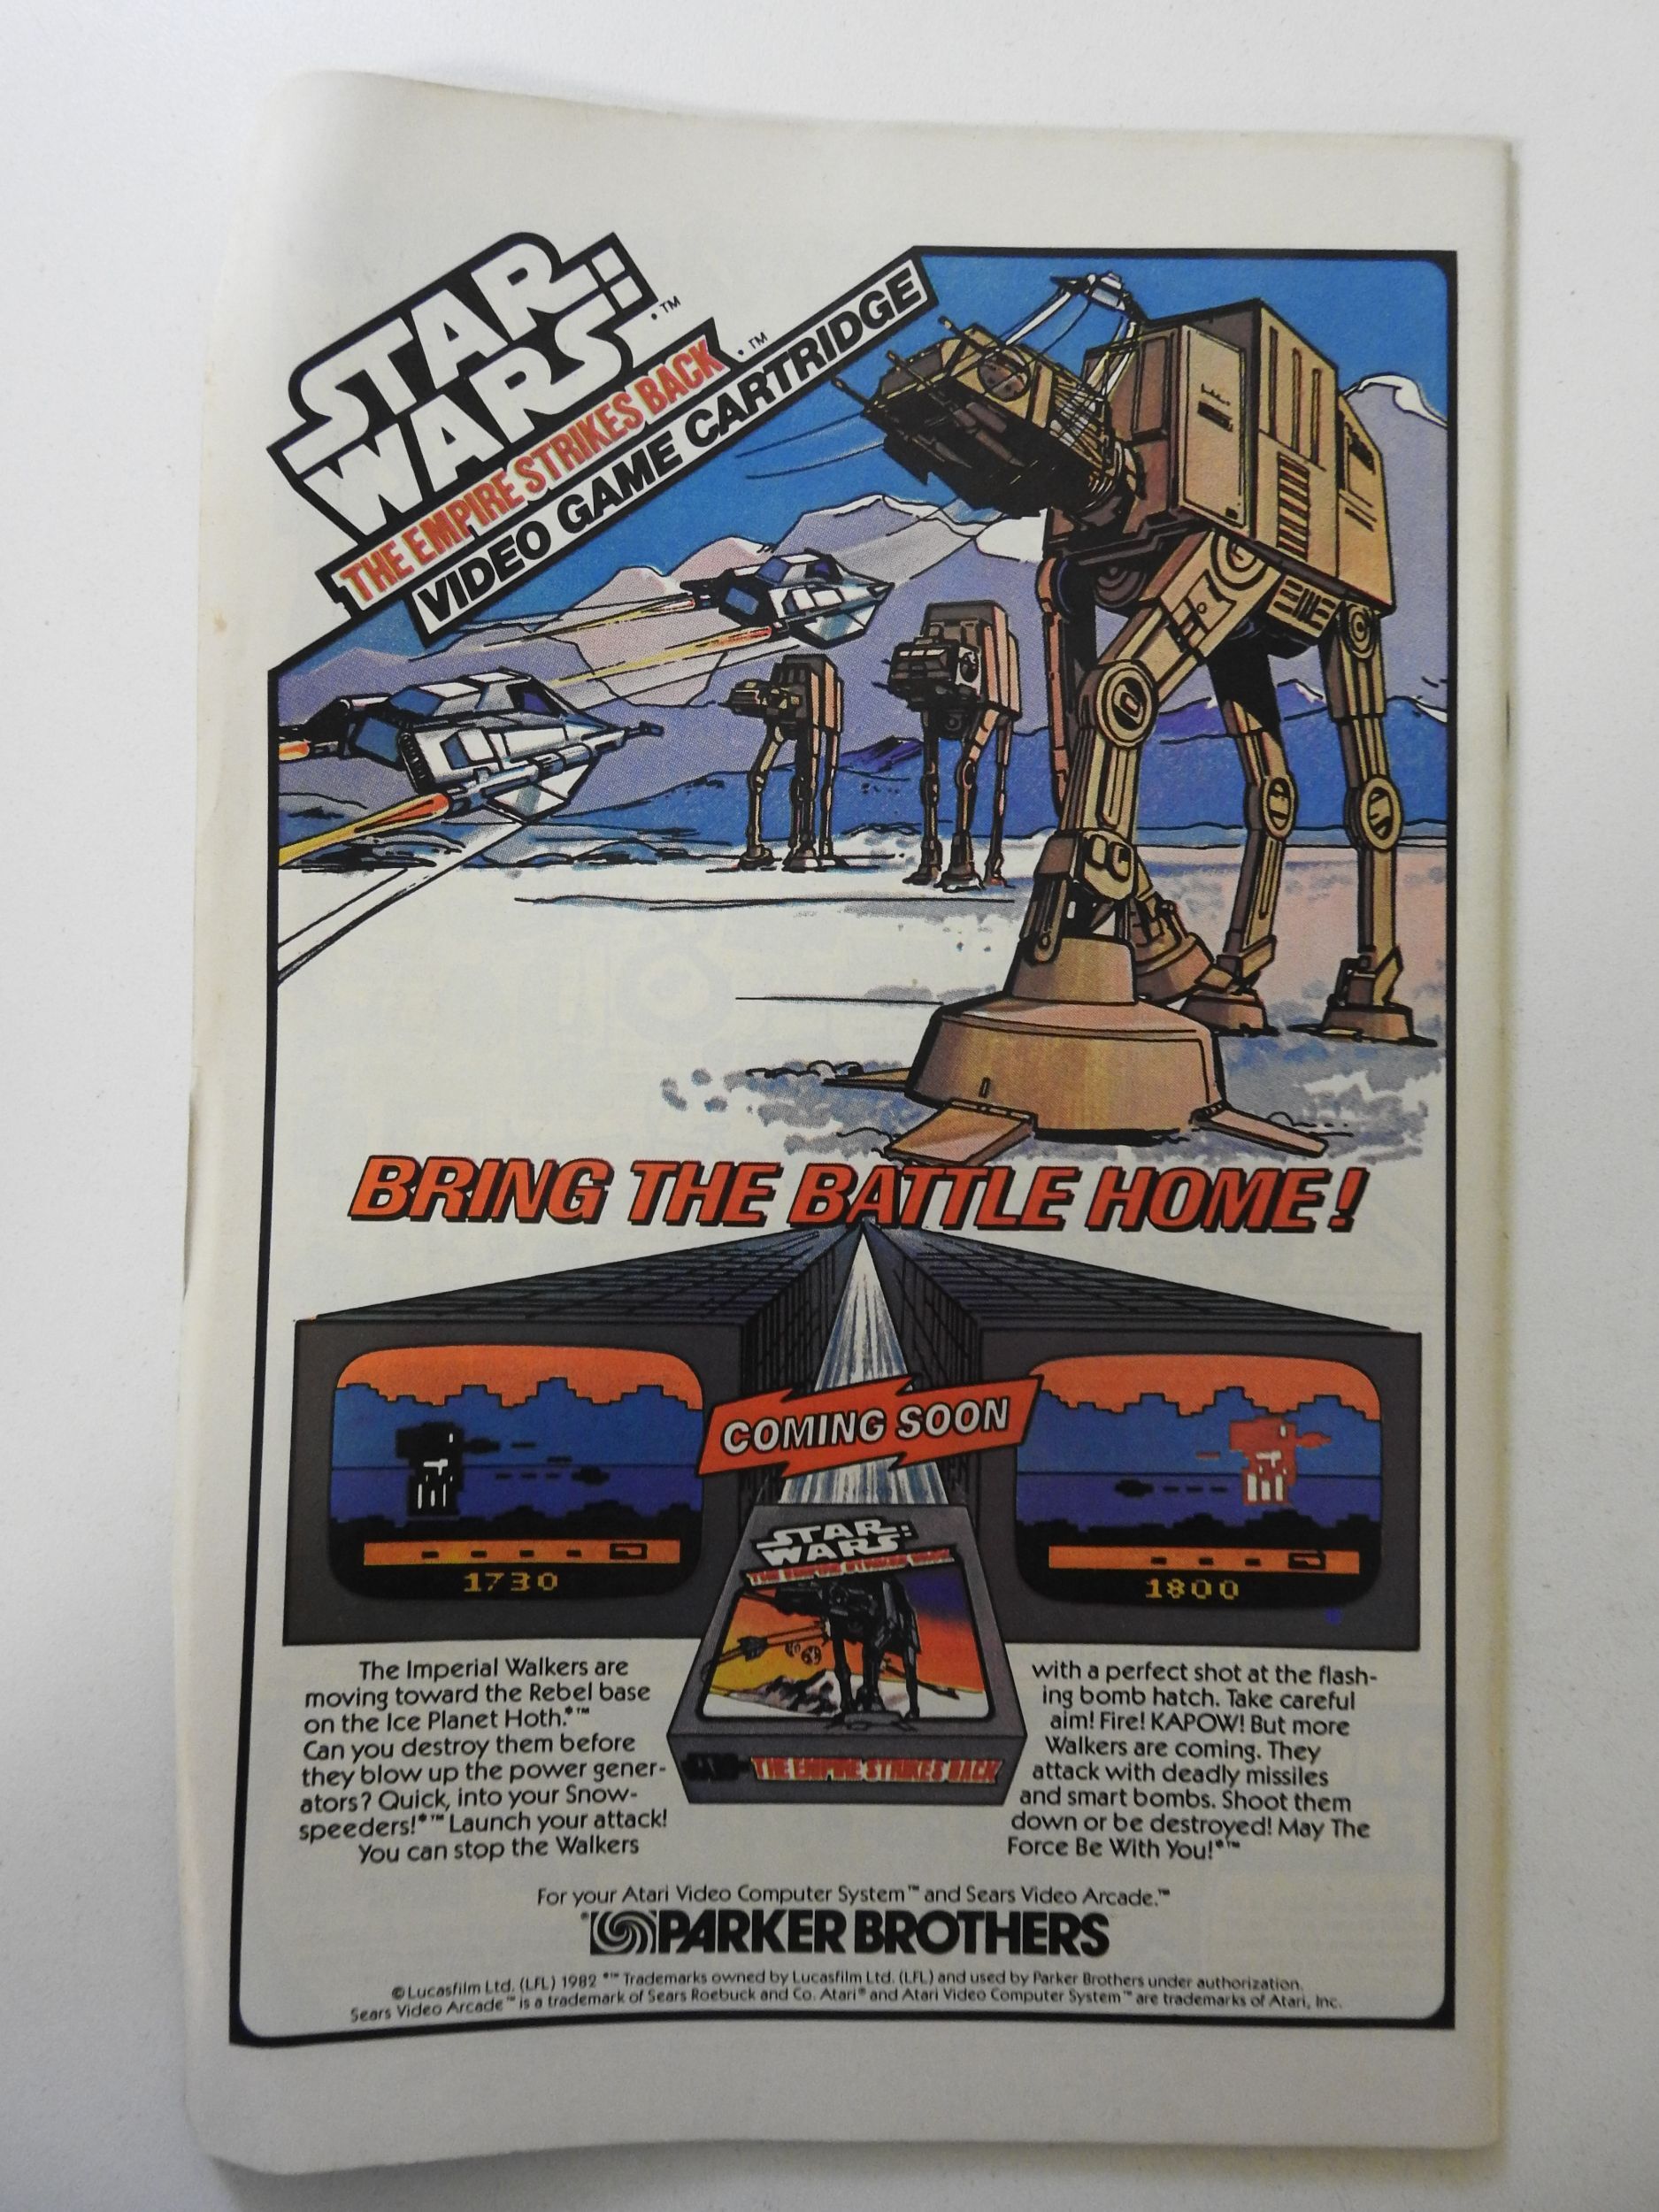 STAR
WARS:™
THE EMPIRE STRIKES BACK™
VIDEO GAME CARTRIDGE
BRING THE BATTLE HOME!
COMING SOON
1730
1800
STAR:
WARS
THE EMPIRE STRIKES BACK
THE EMPIRE STRIKES BACK
The Imperial Walkers are
moving toward the Rebel base
on the Ice Planet Hoth.*™
Can you destroy them before
they blow up the power gener-
ators? Quick, into your Snow-
speeders!*™ Launch your attack!
You can stop the Walkers
with a perfect shot at the flash-
ing bomb hatch. Take careful
aim! Fire! KAPOW! But more
Walkers are coming. They
attack with deadly missiles
and smart bombs. Shoot them
down or be destroyed! May The
Force Be With You!*™
For your Atari Video Computer System™ and Sears Video Arcade.™
PARKER BROTHERS
© Lucasfilm Ltd. (LFL) 1982 *™ Trademarks owned by Lucasfilm Ltd. (LFL) and used by Parker Brothers under authorization.
Sears Video Arcade™ is a trademark of Sears Roebuck and Co. Atari® and Atari Video Computer System™ are trademarks of Atari, Inc.